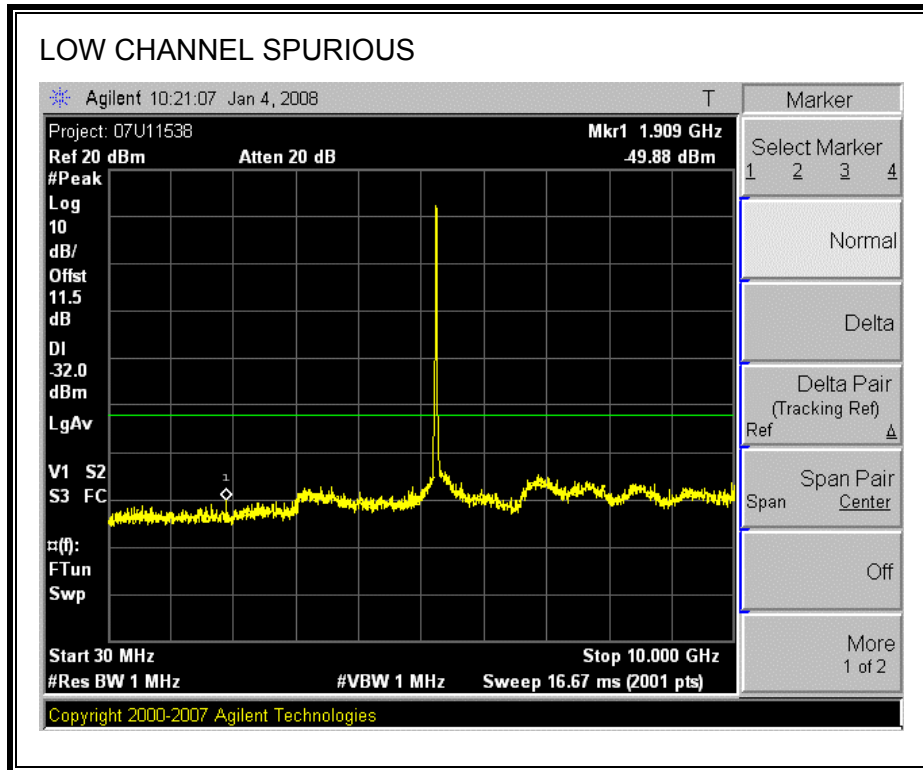 LOW CHANNEL SPURIOUS
Agilent 10:21:07 Jan 4, 2008 T
Project: 07U11538 Mkr1 1.909 GHz
Ref 20 dBm Atten 20 dB -49.88 dBm
#Peak
Log
10
dB/
Offst
11.5
dB
DI
-32.0
dBm
LgAv
V1 S2
S3 FC
¤(f):
FTun
Swp
1
Start 30 MHz Stop 10.000 GHz
#Res BW 1 MHz #VBW 1 MHz Sweep 16.67 ms (2001 pts)
Copyright 2000-2007 Agilent Technologies
Marker
Select Marker
1 2 3 4
Normal
Delta
Delta Pair
(Tracking Ref)
Ref Δ
Span Pair
Span Center
Off
More
1 of 2